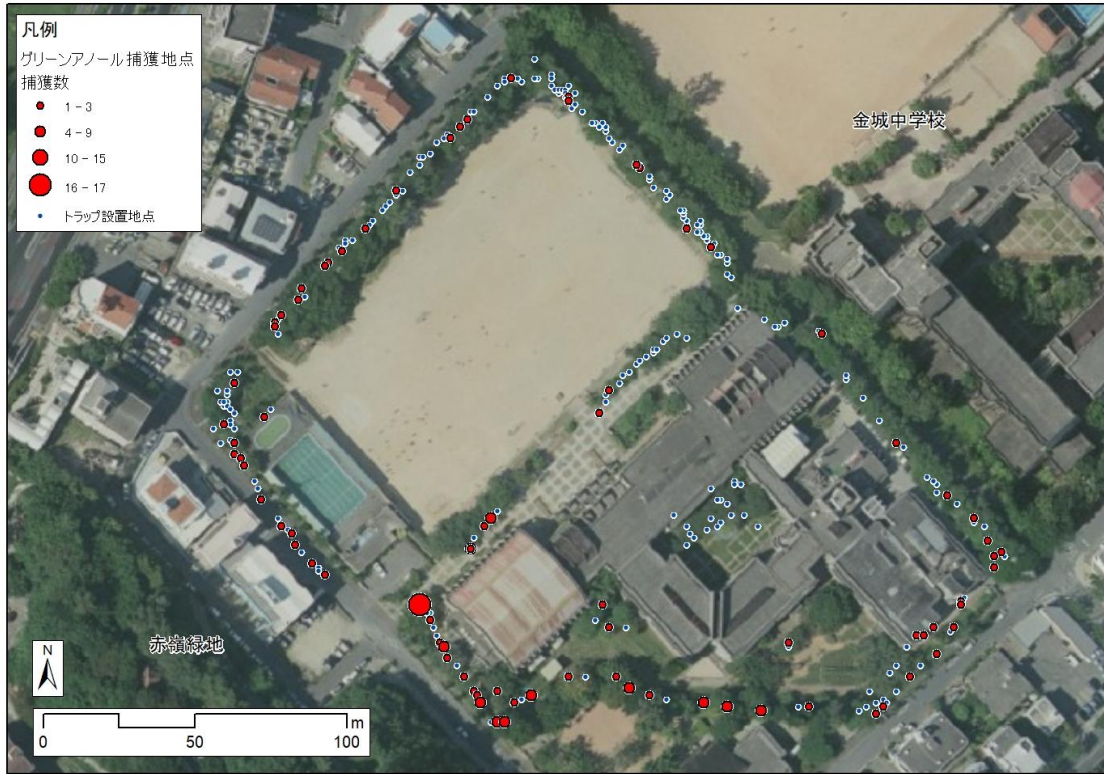 凡例
グリーンアノール捕獲地点
捕獲数
1 - 3
4 - 9
10 - 15
16 - 17
トラップ設置地点
金城中学校
赤嶺緑地
N
m
0 50 100